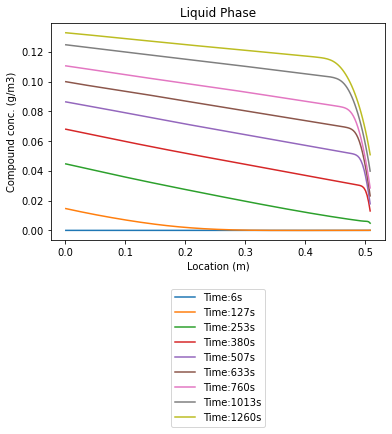 Liquid Phase
Compound conc. (g/m3)
0.12
0.10
0.08
0.06
0.04
0.02
0.00
0.0 0.1 0.2 0.3 0.4 0.5
Location (m)
Time:6s
Time:127s
Time:253s
Time:380s
Time:507s
Time:633s
Time:760s
Time:1013s
Time:1260s